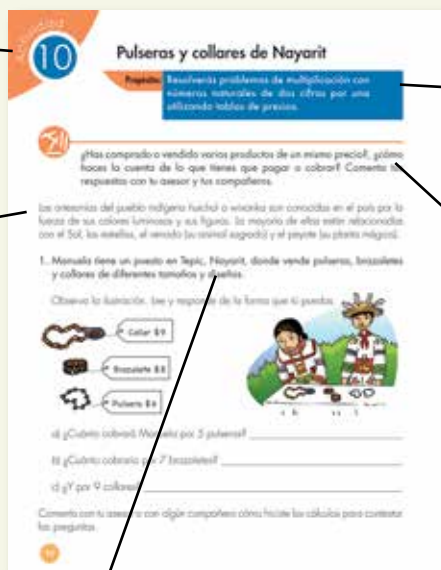 Actividad
10
Pulseras y collares de Nayarit
Propósito: Resolverás problemas de multiplicación con
números naturales de dos cifras por una
utilizando tablas de precios.
¿Has comprado o vendido varios productos de un mismo precio?, ¿cómo
haces la cuenta de lo que tienes que pagar o cobrar? Comenta tus
respuestas con tu asesor y tus compañeros.
Las artesanías del pueblo indígena huichol o wixarika son conocidas en el país por la
fuerza de sus colores luminosos y sus figuras. La mayoría de ellas están relacionadas
con el Sol, las estrellas, el venado (su animal sagrado) y el peyote (su planta mágica).
1. Manuela tiene un puesto en Tepic, Nayarit, donde vende pulseras, brazaletes
y collares de diferentes tamaños y diseños.
Observa la ilustración. Lee y responde de la forma que tú puedas.
Collar $9
Brazalete $8
Pulsera $6
a) ¿Cuánto cobrará Manuela por 5 pulseras?
b) ¿Cuánto cobraría por 7 brazaletes?
c) ¿Y por 9 collares?
Comenta con tu asesor o con algún compañero cómo hiciste los cálculos para contestar
las preguntas.